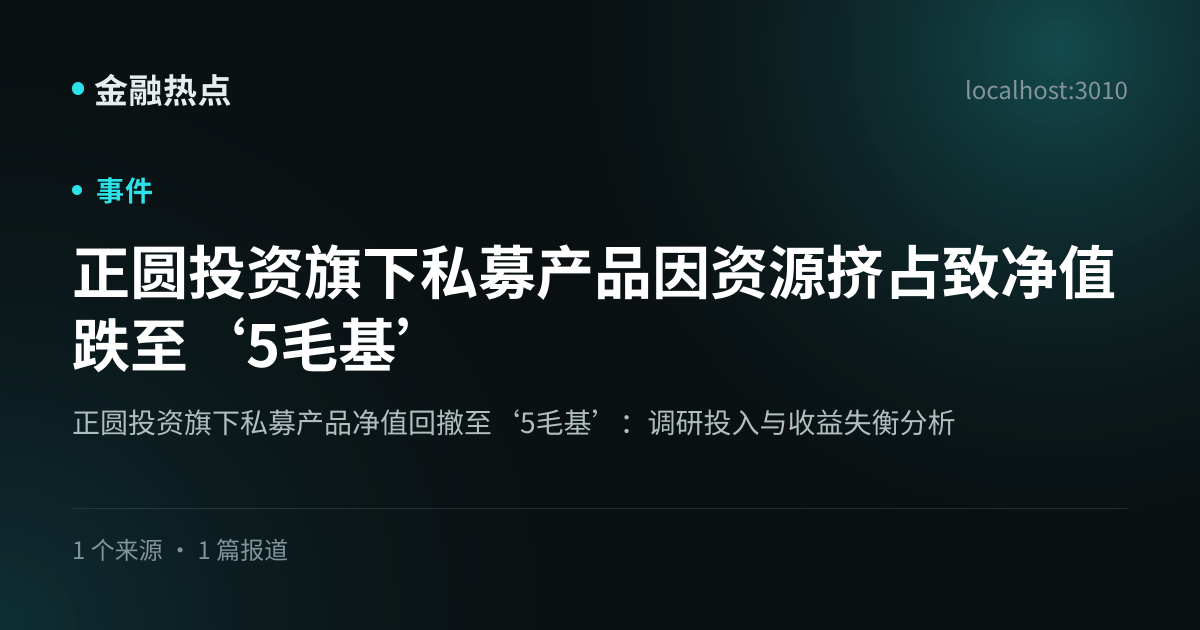 金融热点
localhost:3010
事件
正圆投资旗下私募产品因资源挤占致净值
跌至‘5毛基’
正圆投资旗下私募产品净值回撤至‘5毛基’：调研投入与收益失衡分析
1 个来源 · 1 篇报道